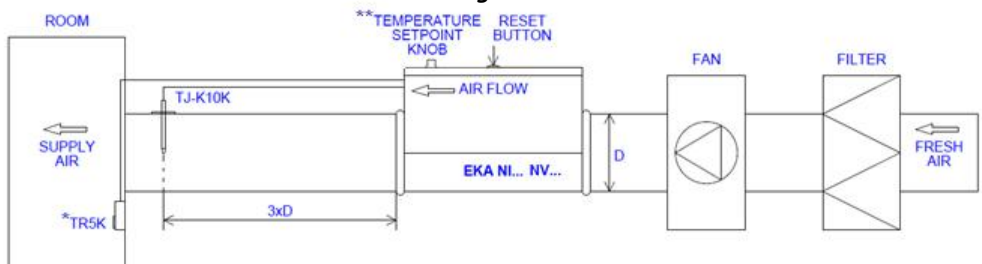 ROOM
**TEMPERATURE
SETPOINT
KNOB
RESET
BUTTON
FAN
FILTER
TJ-K10K
AIR FLOW
SUPPLY
AIR
D
FRESH
AIR
EKA NI... NV...
3xD
*TR5K